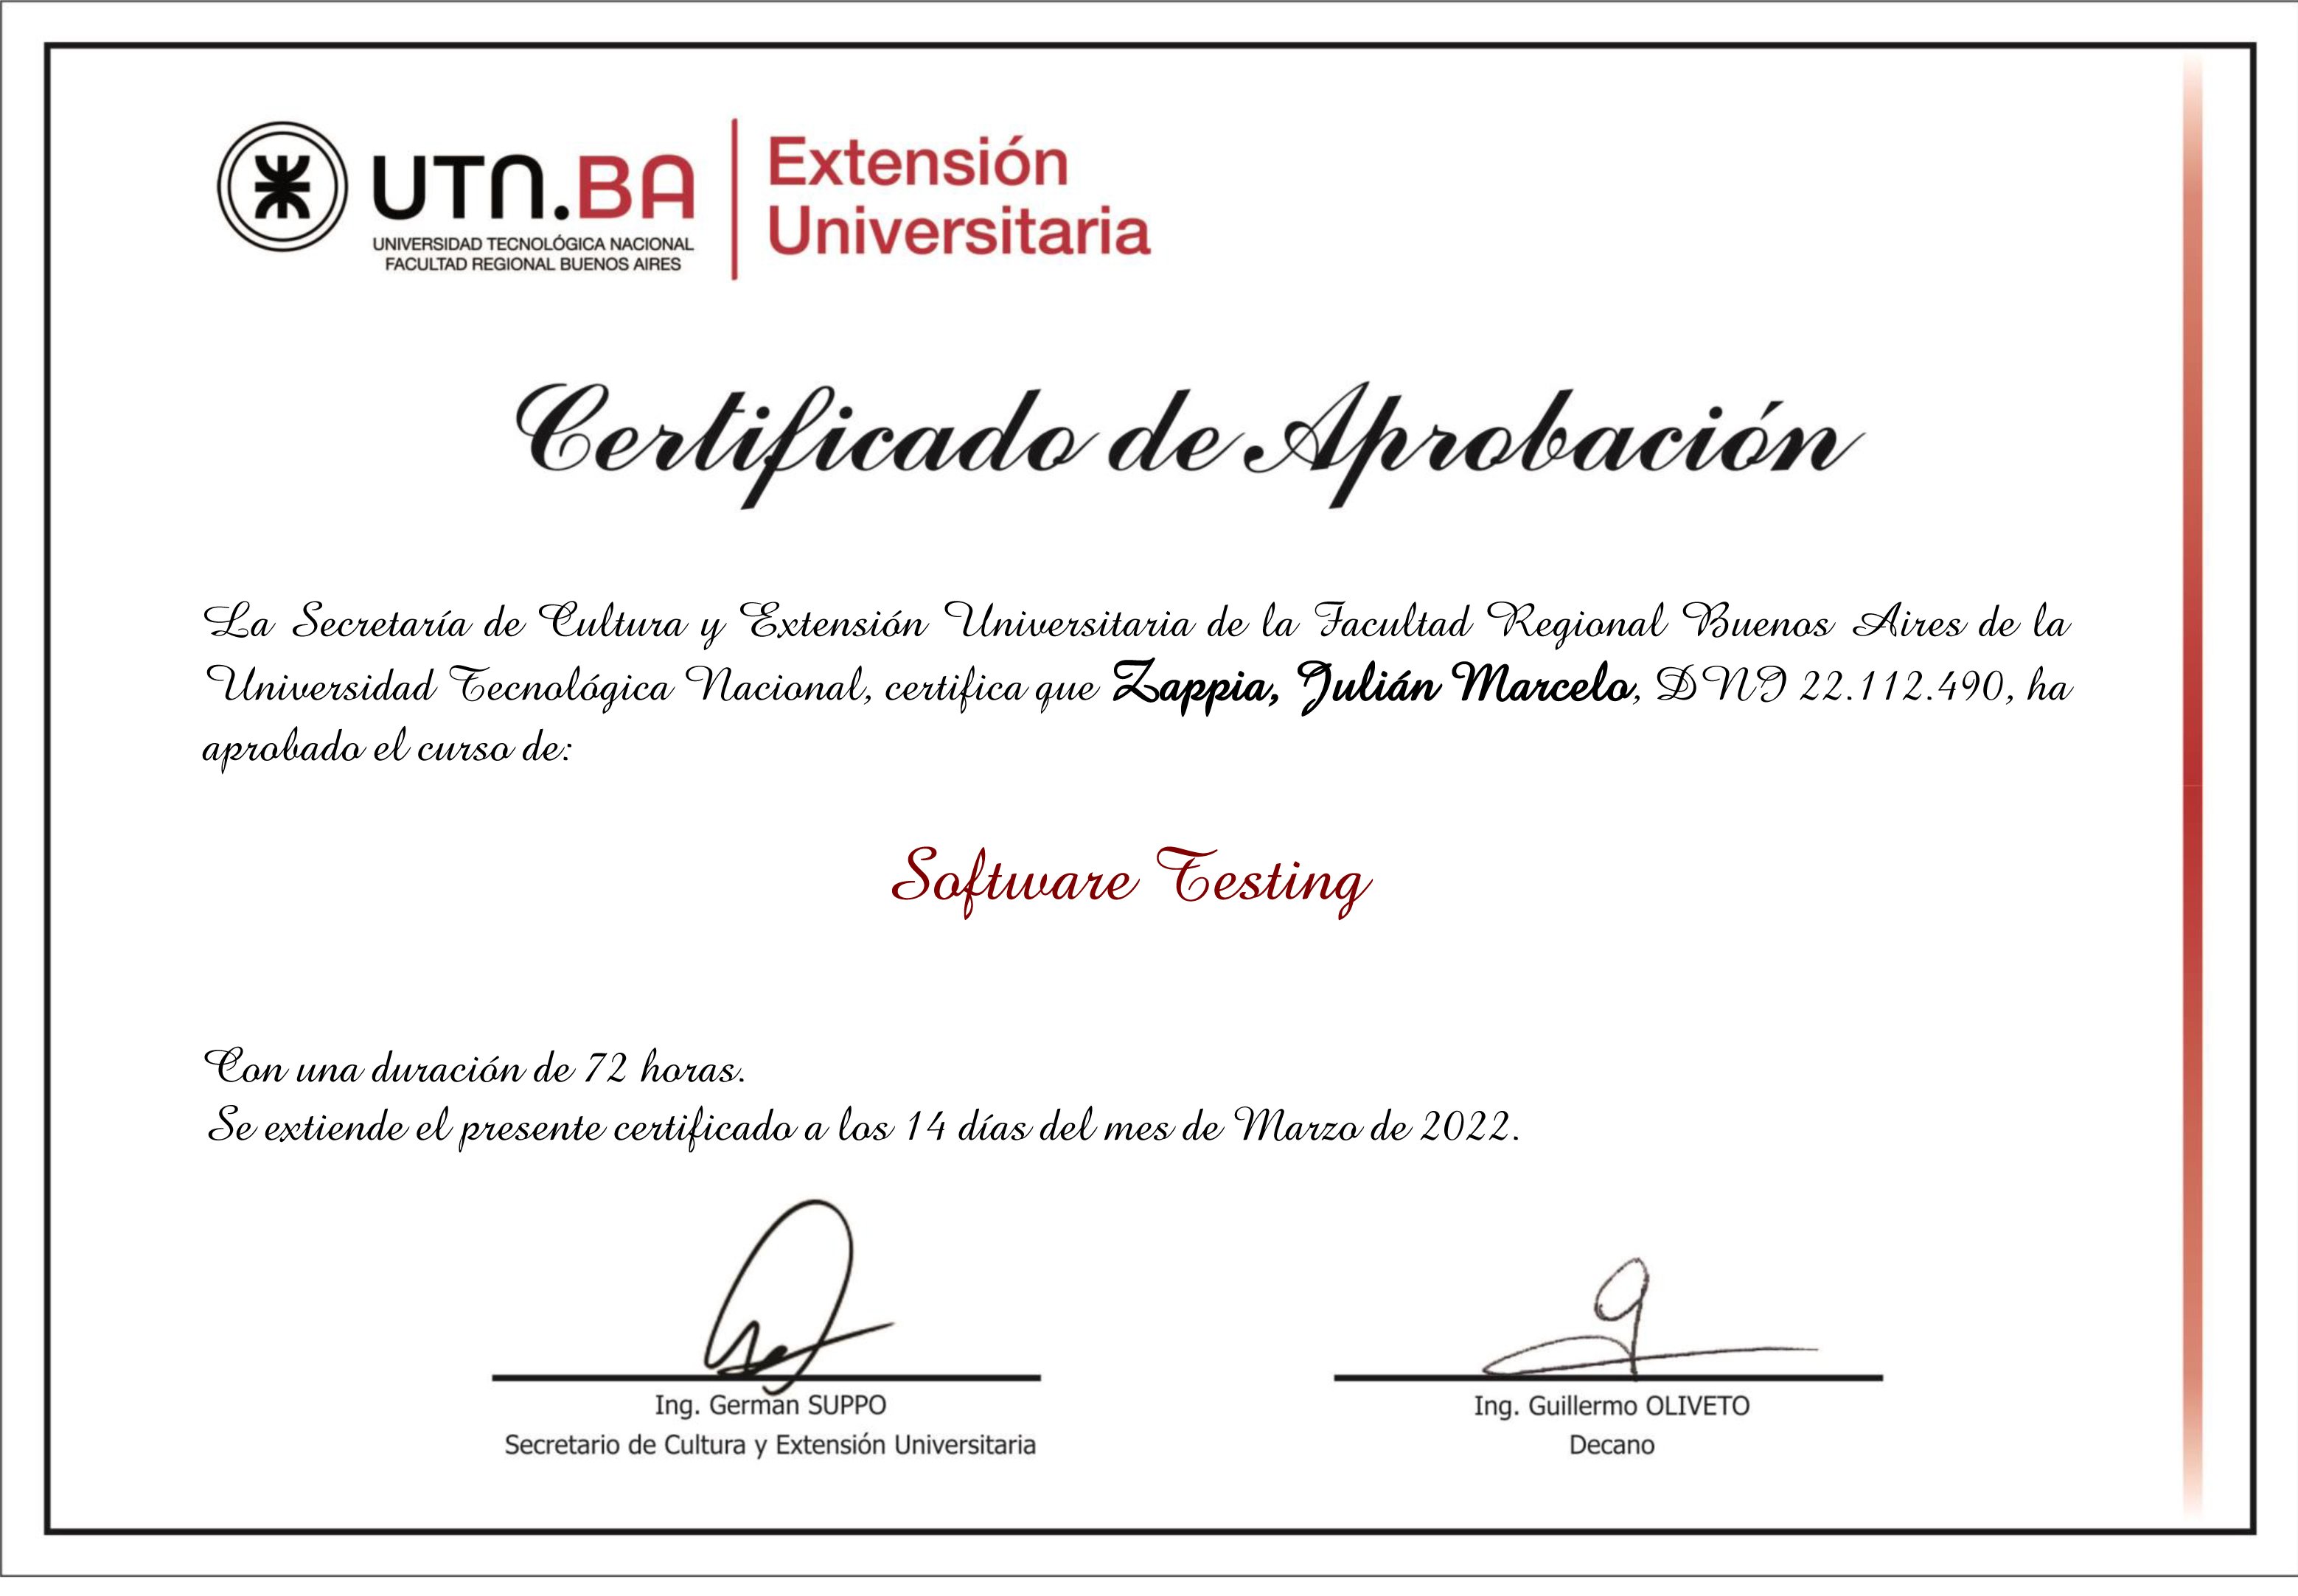 UTN.BA
UNIVERSIDAD TECNOLÓGICA NACIONAL
FACULTAD REGIONAL BUENOS AIRES
Extensión
Universitaria
Certificado de Aprobación
La Secretaría de Cultura y Extensión Universitaria de la Facultad Regional Buenos Aires de la
Universidad Tecnológica Nacional, certifica que Zappia, Julián Marcelo, DNI 22.112.490, ha
aprobado el curso de:
Software Testing
Con una duración de 72 horas.
Se extiende el presente certificado a los 14 días del mes de Marzo de 2022.
Ing. German SUPPO
Secretario de Cultura y Extensión Universitaria
Ing. Guillermo OLIVETO
Decano